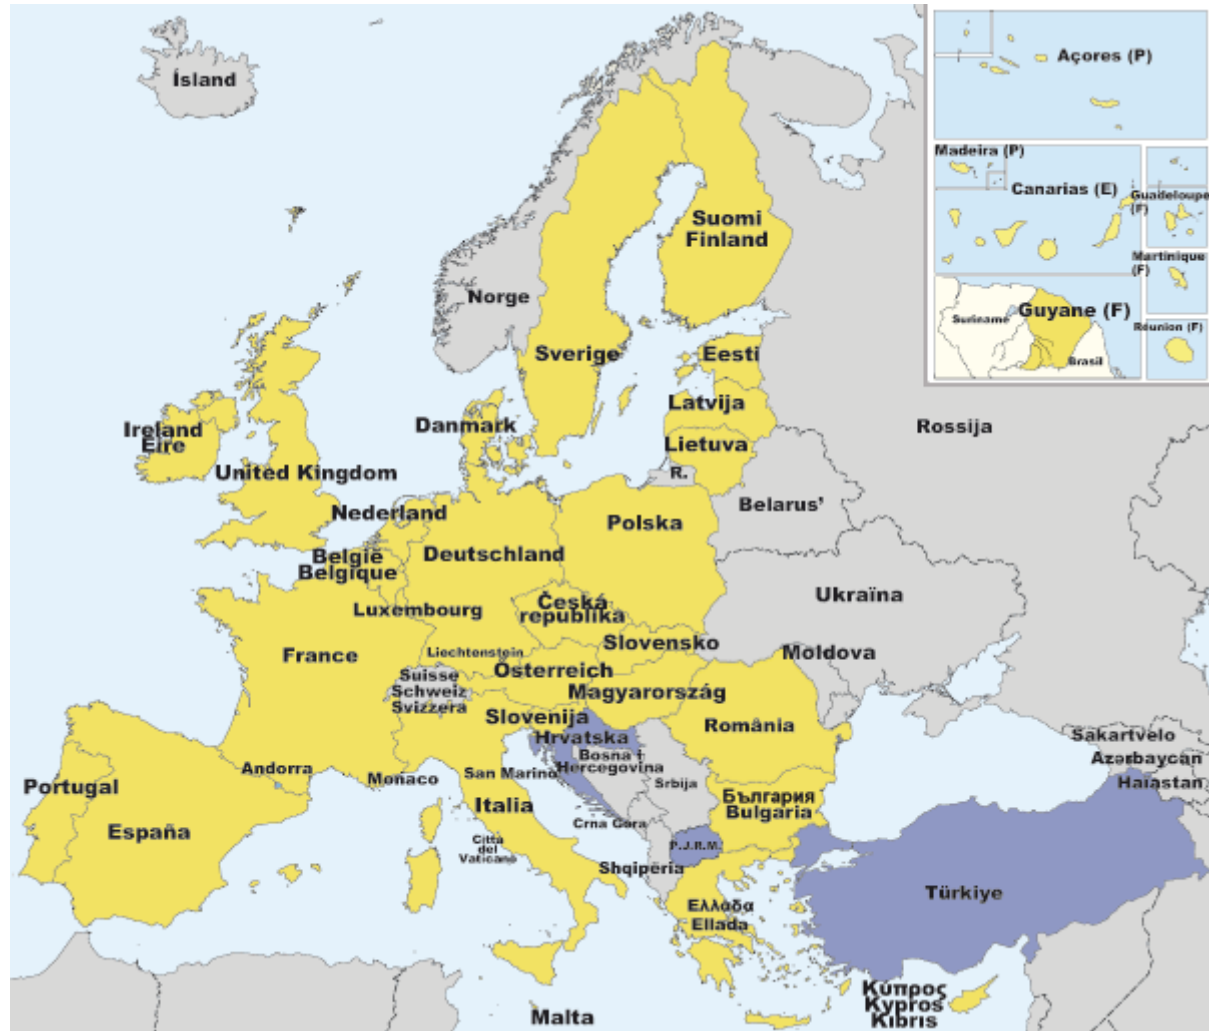 Ísland
Açores (P)
Madeira (P)
Canarias (E)
Guadeloupe
(F)
Martinique
(F)
Guyane (F)
Suriname
Brasil
Réunion (F)
Suomi
Finland
Norge
Sverige
Eesti
Latvija
Lietuva
R.
Danmark
Ireland
Eire
United Kingdom
Rossija
Belarus’
Nederland
Polska
België
Belgique
Deutschland
Luxembourg
Česká
republika
Ukraïna
Slovensko
France
Liechtenstein
Österreich
Moldova
Suisse
Schweiz
Svizzera
Magyarország
Slovenija
România
Hrvatska
Bosna i
Hercegovina
Sakartvelo
Azərbaycan
Haiastan
Andorra
Monaco
San Marino
Srbija
Portugal
Italia
България
Bulgaria
España
Crna Gora
Città
del
Vaticano
P.J.R.M.
Shqipëria
Türkiye
Ελλάδα
Ellada
Κύπρος
Kypros
Kibris
Malta